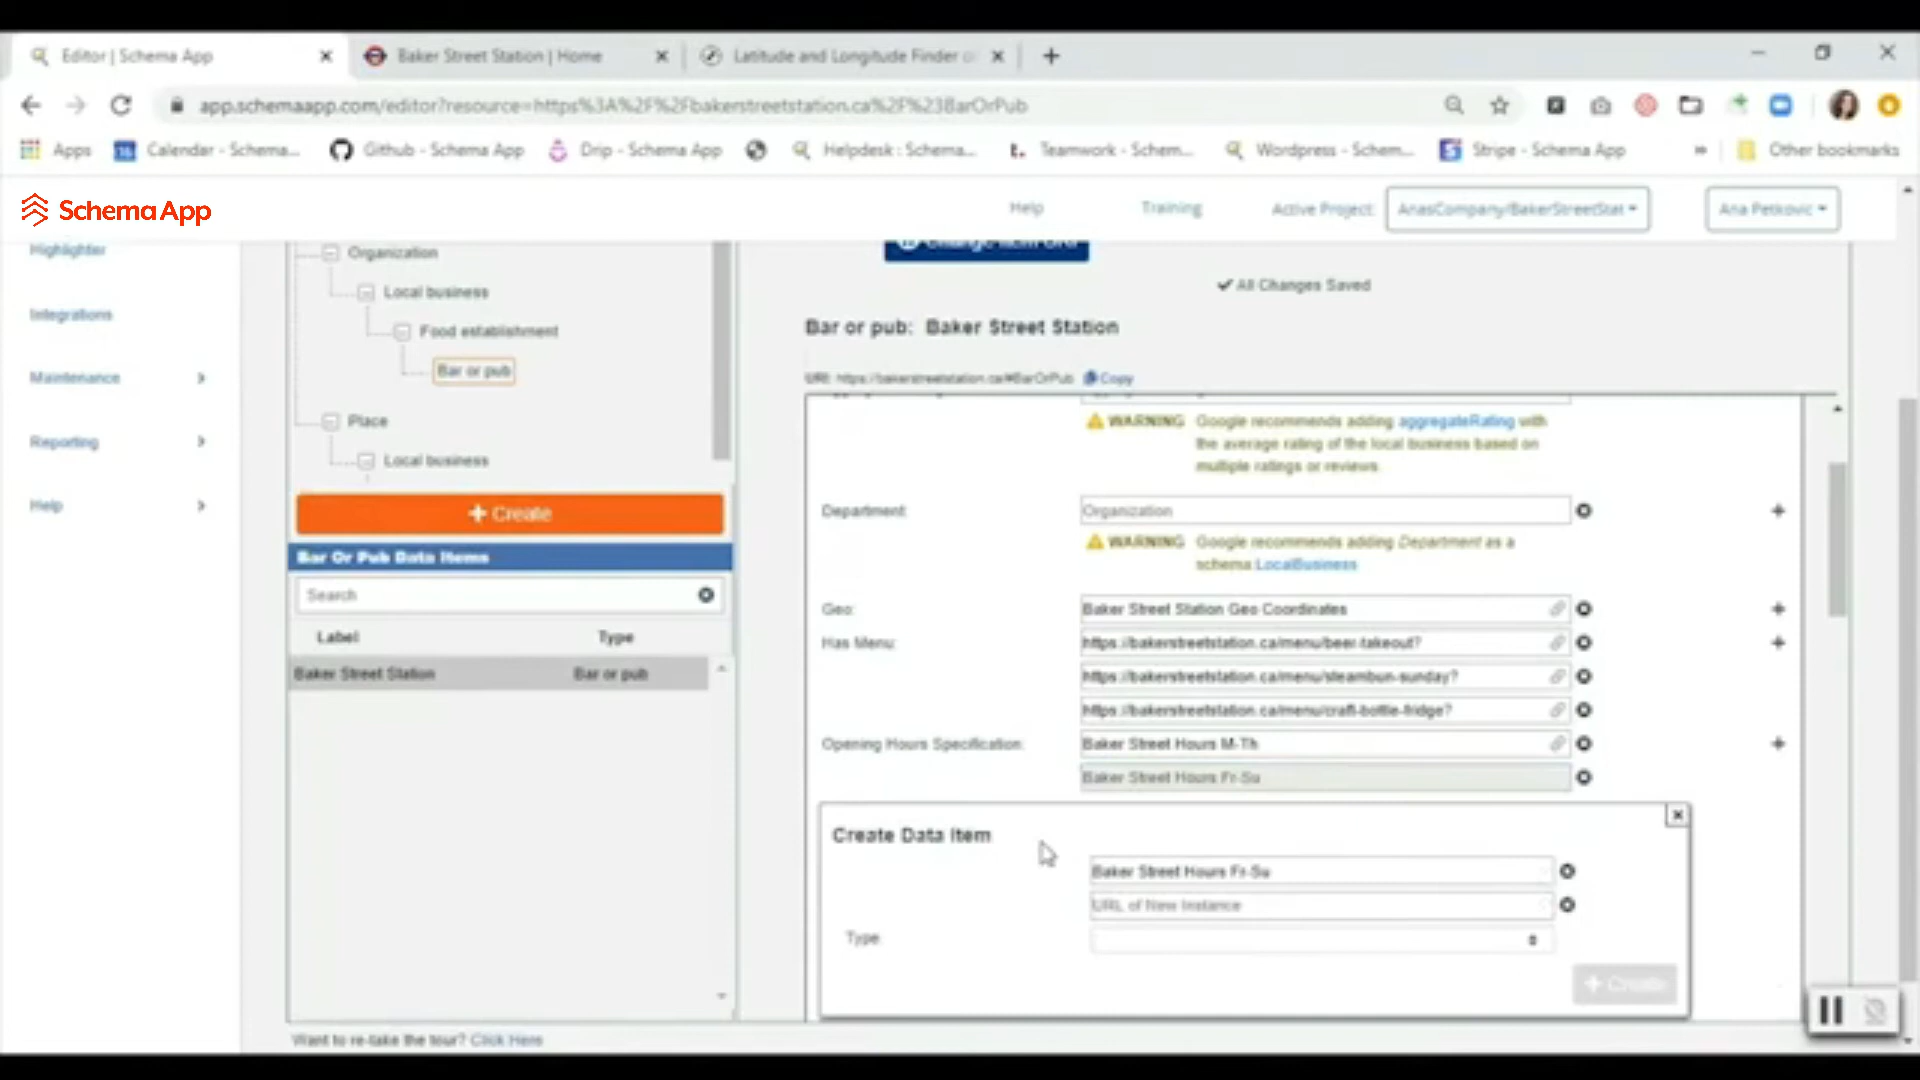 Editor | Schema App
Baker Street Station | Home
Latitude and Longitude Finder o
app.schemaapp.com/editor?resource=https%3A%2F%2Fbakerstreetstation.ca%2F%23BarOrPub
Apps
Calendar - Schema...
Github - Schema App
Drip - Schema App
Helpdesk : Schema...
Teamwork - Schem...
Wordpress - Schem...
Stripe - Schema App
Other bookmarks
Schema App
Help
Training
Active Project:
AnasCompany/BakerStreetStat
Ana Petkovic
Highlighter
Integrations
Maintenance
Reporting
Help
Organization
Local business
Food establishment
Bar or pub
Place
Local business
+ Create
Bar Or Pub Data Items
Search
Label Type
Baker Street Station Bar or pub
Want to re-take the tour? Click Here
All Changes Saved
Bar or pub: Baker Street Station
URI: https://bakerstreetstation.ca/#BarOrPub Copy
WARNING Google recommends adding aggregateRating with
the average rating of the local business based on
multiple ratings or reviews.
Department: Organization
WARNING Google recommends adding Department as a
schema:LocalBusiness
Geo: Baker Street Station Geo Coordinates
Has Menu: https://bakerstreetstation.ca/menu/beer-takeout?
https://bakerstreetstation.ca/menu/steambun-sunday?
https://bakerstreetstation.ca/menu/craft-bottle-fridge?
Opening Hours Specification: Baker Street Hours M-Th
Baker Street Hours Fr-Su
Create Data Item
Baker Street Hours Fr-Su
URL of New Instance
Type
+ Create